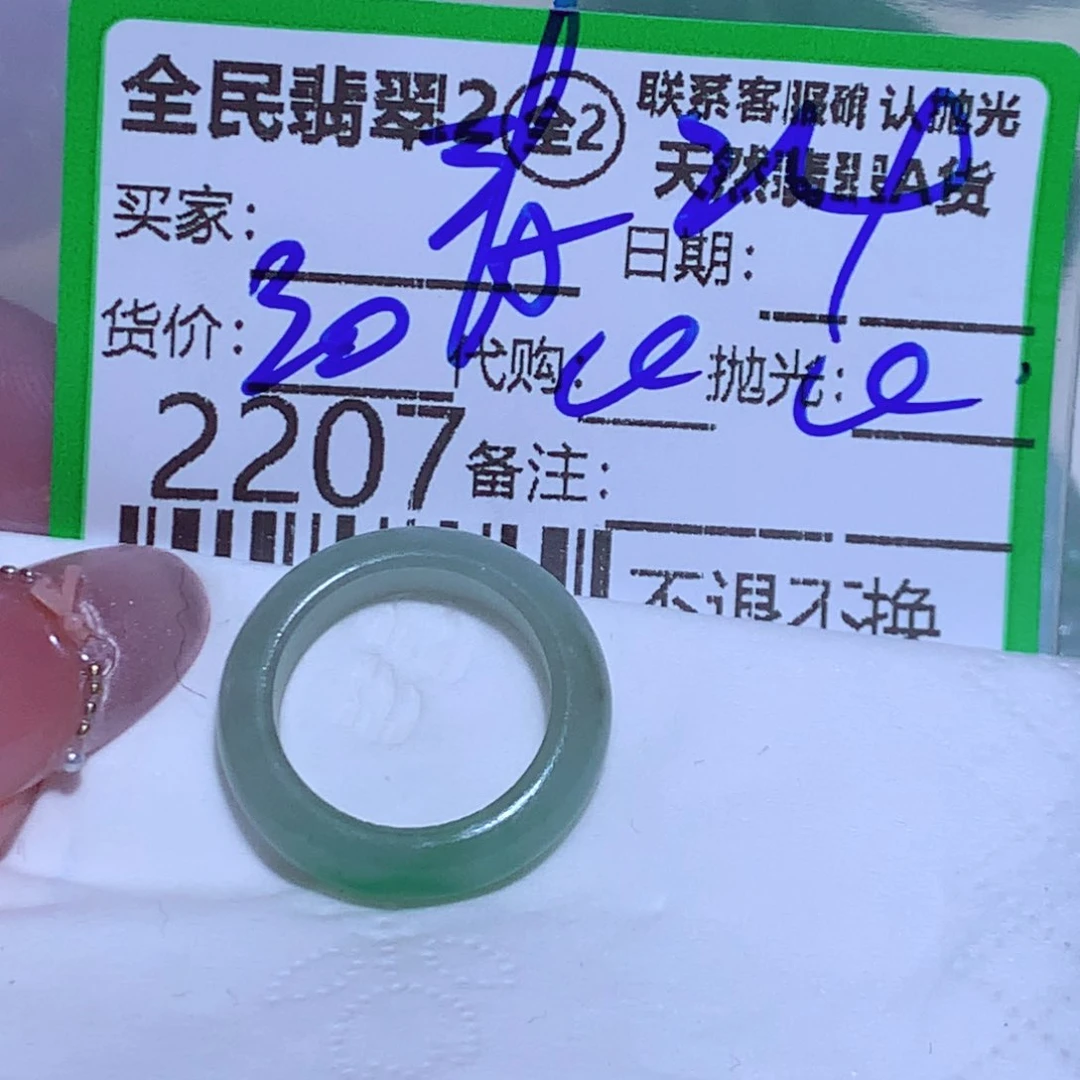 全民翡翠2 全2 联系客服确认抛光
天然翡翠A货
买家: 日期:
货价:30 代购: 抛光:
2207 备注:
不退不换